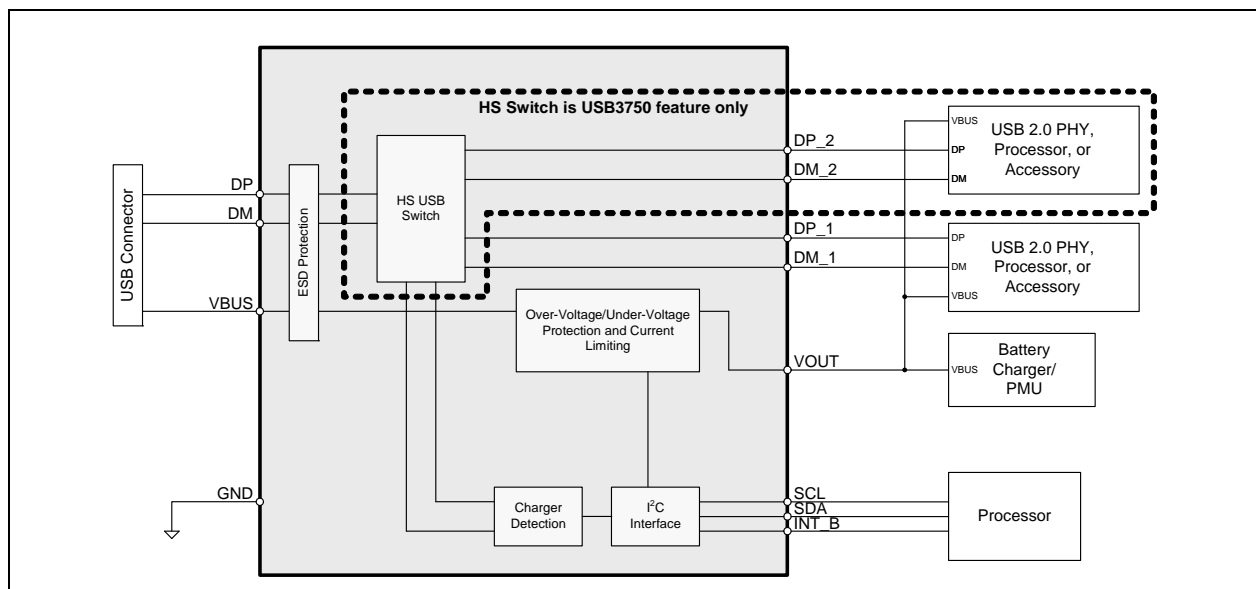 HS Switch is USB3750 feature only
USB Connector
DP
DM
VBUS
GND
ESD Protection
HS USB
Switch
Over-Voltage/Under-Voltage
Protection and Current
Limiting
Charger
Detection
I²C
Interface
DP_2
DM_2
DP_1
DM_1
VOUT
SCL
SDA
INT_B
VBUS
DP
DM
USB 2.0 PHY,
Processor, or
Accessory
DP
DM
VBUS
USB 2.0 PHY,
Processor, or
Accessory
VBUS
Battery
Charger/
PMU
Processor